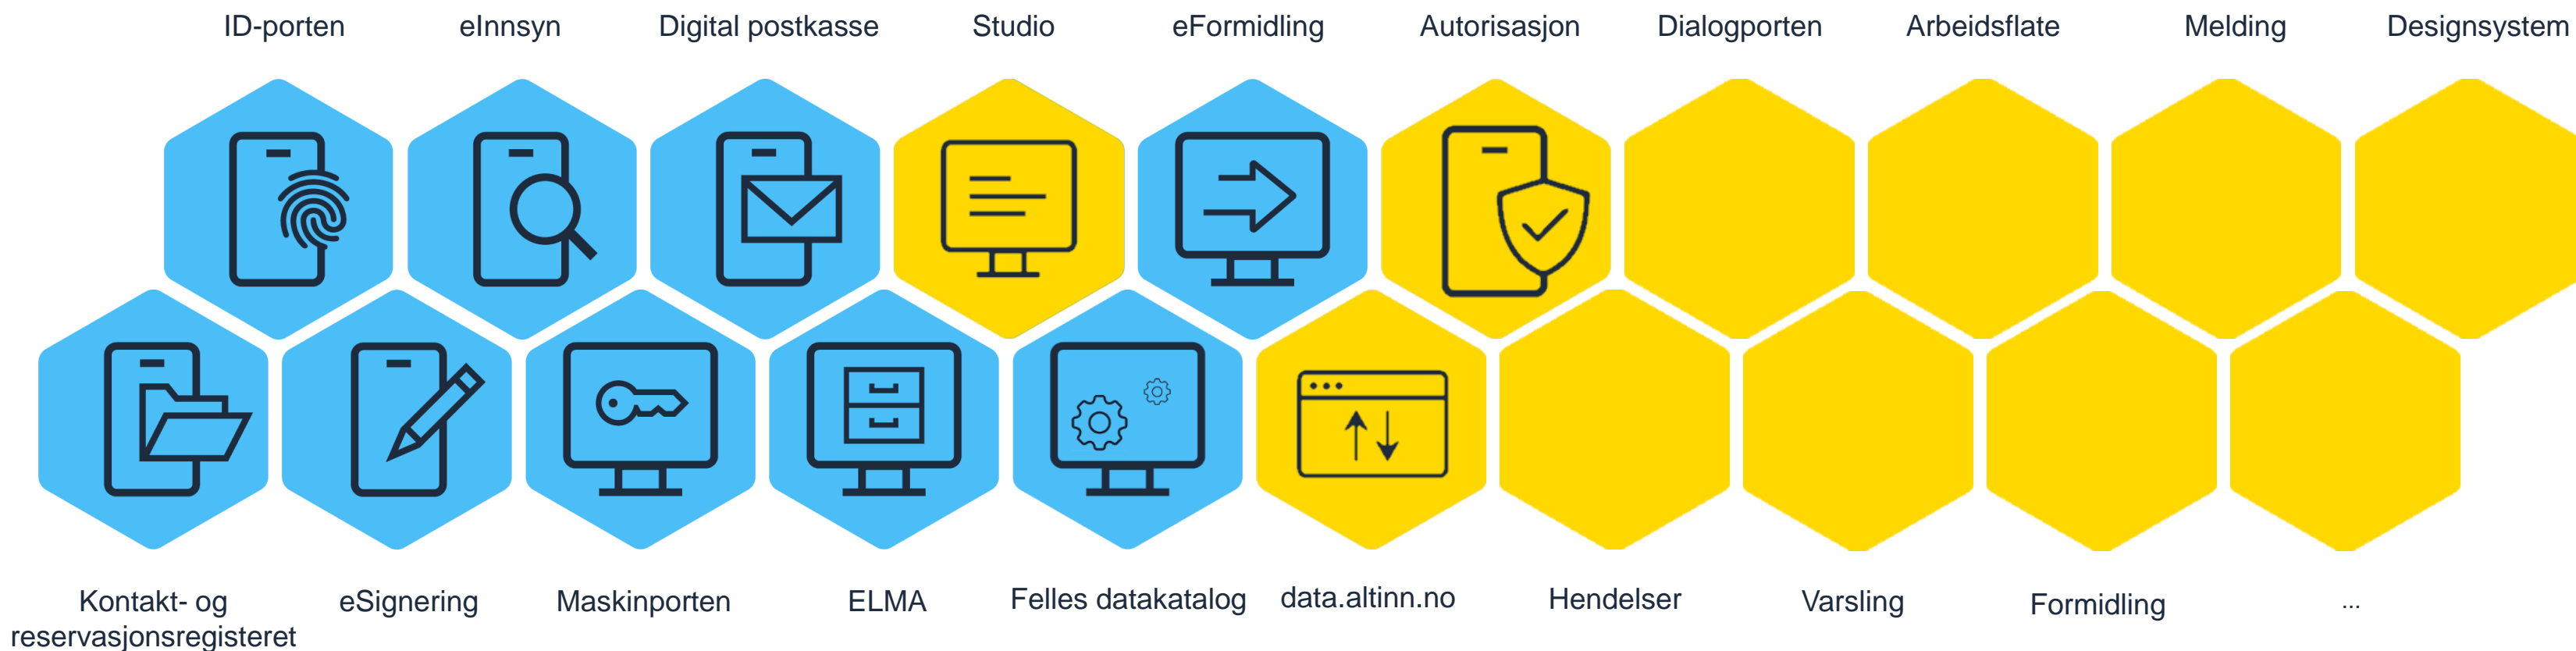 ID-porten
eInnsyn
Digital postkasse
Studio
eFormidling
Autorisasjon
Dialogporten
Arbeidsflate
Melding
Designsystem
Kontakt- og
reservasjonsregisteret
eSignering
Maskinporten
ELMA
Felles datakatalog
data.altinn.no
Hendelser
Varsling
Formidling
...